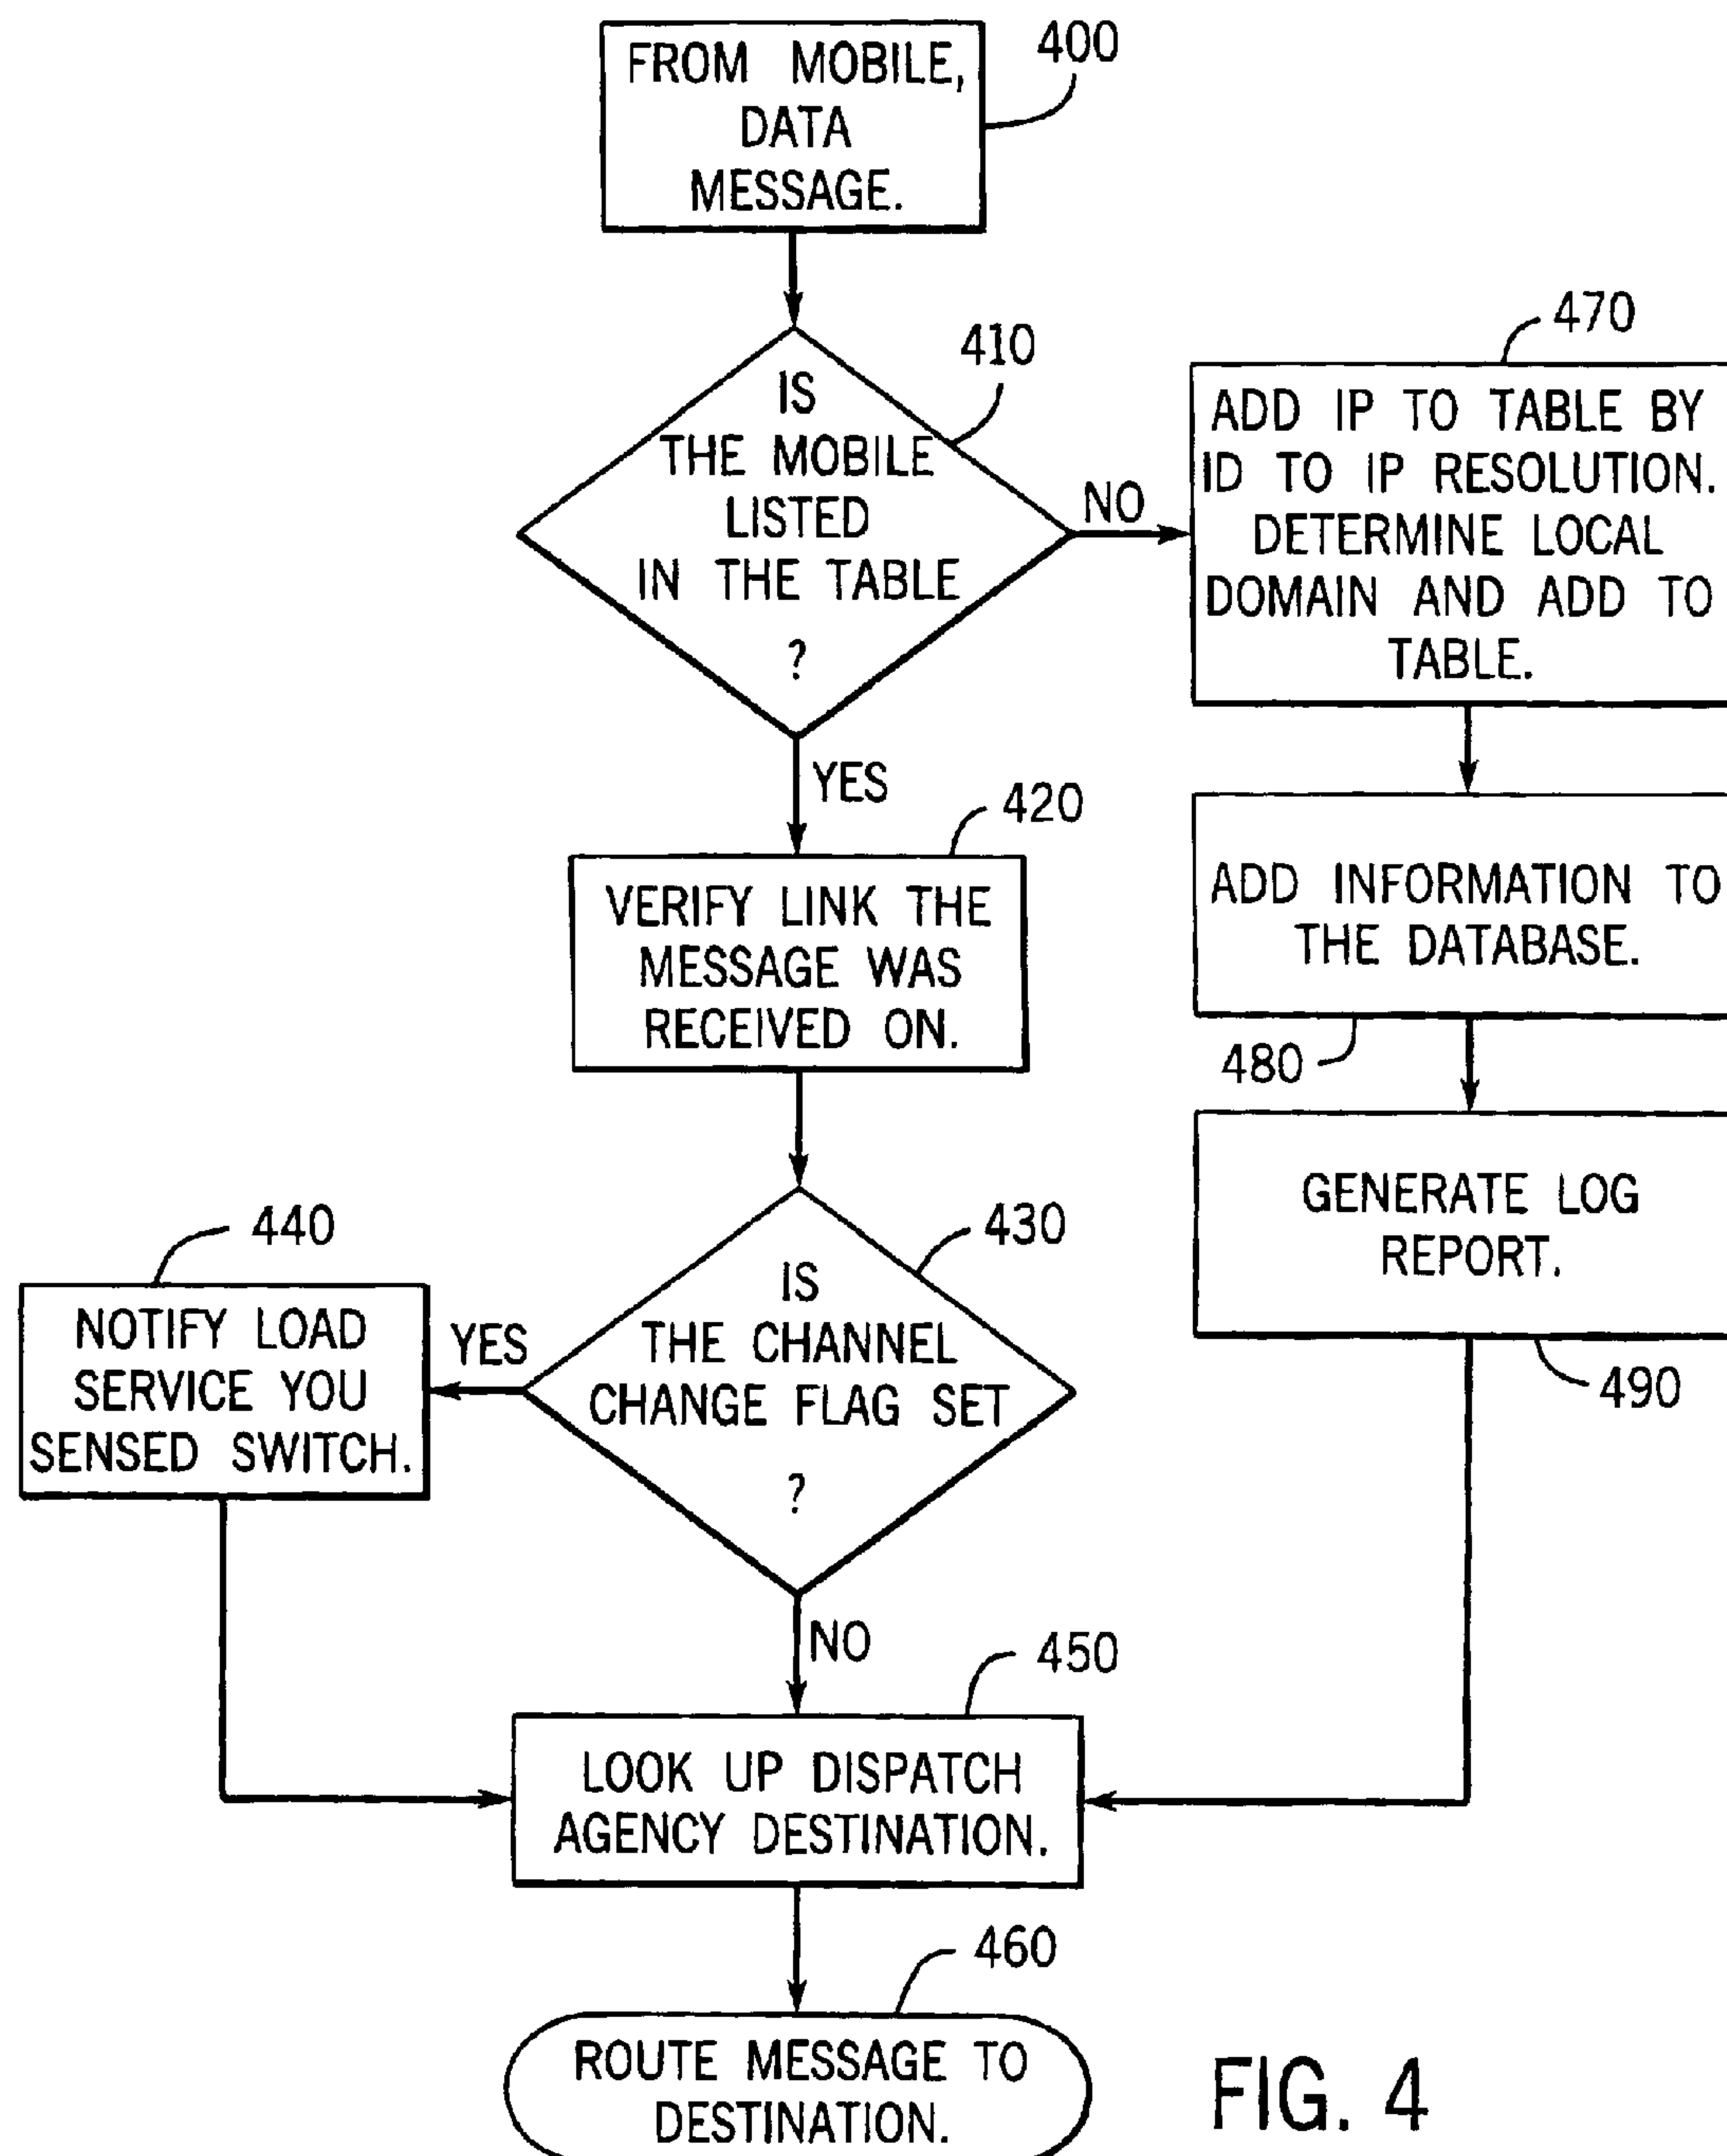 FROM MOBILE,
DATA
MESSAGE.
400
IS
THE MOBILE
LISTED
IN THE TABLE
?
410
NO
470
ADD IP TO TABLE BY
ID TO IP RESOLUTION.
DETERMINE LOCAL
DOMAIN AND ADD TO
TABLE.
YES
420
VERIFY LINK THE
MESSAGE WAS
RECEIVED ON.
ADD INFORMATION TO
THE DATABASE.
480
GENERATE LOG
REPORT.
490
430
IS
THE CHANNEL
CHANGE FLAG SET
?
YES
440
NOTIFY LOAD
SERVICE YOU
SENSED SWITCH.
NO
450
LOOK UP DISPATCH
AGENCY DESTINATION.
460
ROUTE MESSAGE TO
DESTINATION.
FIG. 4